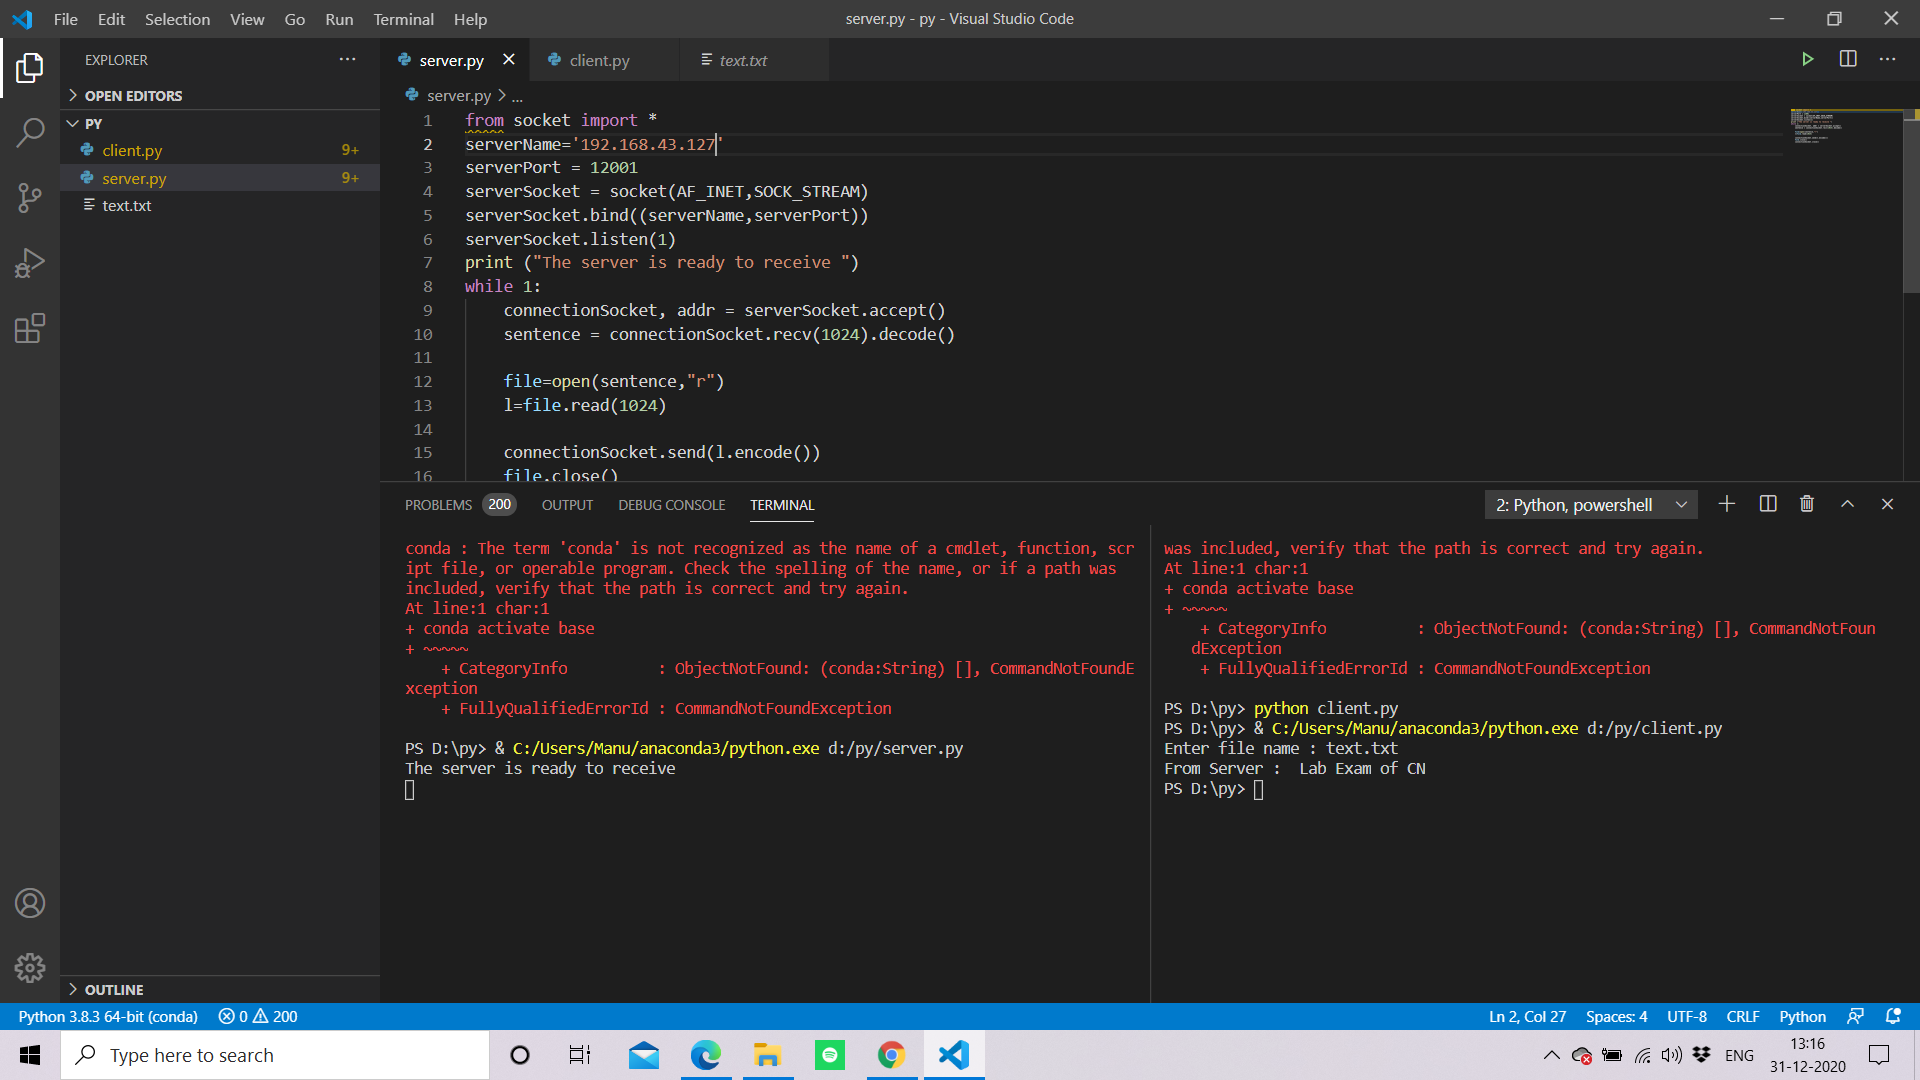 File Edit Selection View Go Run Terminal Help
server.py - py - Visual Studio Code
EXPLORER
OPEN EDITORS
PY
client.py 9+
server.py 9+
text.txt
OUTLINE
server.py client.py text.txt
server.py > ...
1 from socket import *
2 serverName='192.168.43.127'
3 serverPort = 12001
4 serverSocket = socket(AF_INET,SOCK_STREAM)
5 serverSocket.bind((serverName,serverPort))
6 serverSocket.listen(1)
7 print ("The server is ready to receive ")
8 while 1:
9 connectionSocket, addr = serverSocket.accept()
10 sentence = connectionSocket.recv(1024).decode()
11
12 file=open(sentence,"r")
13 l=file.read(1024)
14
15 connectionSocket.send(l.encode())
16 file.close()
PROBLEMS 200 OUTPUT DEBUG CONSOLE TERMINAL
2: Python, powershell
conda : The term 'conda' is not recognized as the name of a cmdlet, function, scr
ipt file, or operable program. Check the spelling of the name, or if a path was
included, verify that the path is correct and try again.
At line:1 char:1
+ conda activate base
+ ~~~~~
+ CategoryInfo : ObjectNotFound: (conda:String) [], CommandNotFoundE
xception
+ FullyQualifiedErrorId : CommandNotFoundException
PS D:\py> & C:/Users/Manu/anaconda3/python.exe d:/py/server.py
The server is ready to receive
was included, verify that the path is correct and try again.
At line:1 char:1
+ conda activate base
+ ~~~~~
+ CategoryInfo : ObjectNotFound: (conda:String) [], CommandNotFoun
dException
+ FullyQualifiedErrorId : CommandNotFoundException
PS D:\py> python client.py
PS D:\py> & C:/Users/Manu/anaconda3/python.exe d:/py/client.py
Enter file name : text.txt
From Server :  Lab Exam of CN
PS D:\py>
Python 3.8.3 64-bit (conda) 0 200
Ln 2, Col 27 Spaces: 4 UTF-8 CRLF Python
Type here to search
ENG
13:16
31-12-2020